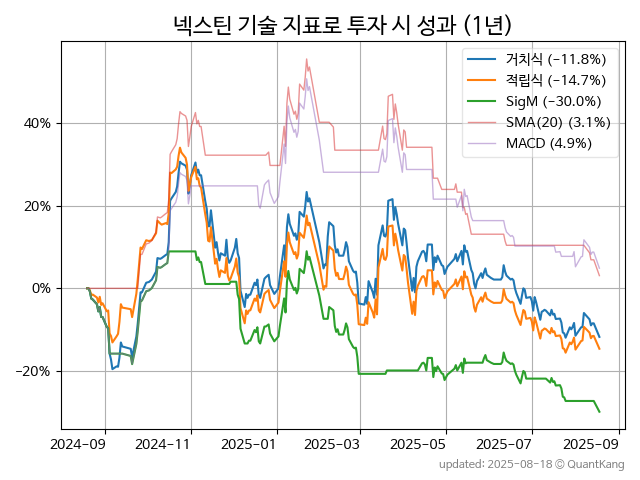 넥스틴 기술 지표로 투자 시 성과 (1년)
거치식 (−11.8%)
적립식 (−14.7%)
SigM (−30.0%)
SMA(20) (3.1%)
MACD (4.9%)
40%
20%
0%
−20%
2024-09 2024-11 2025-01 2025-03 2025-05 2025-07 2025-09
updated: 2025-08-18 © QuantKang